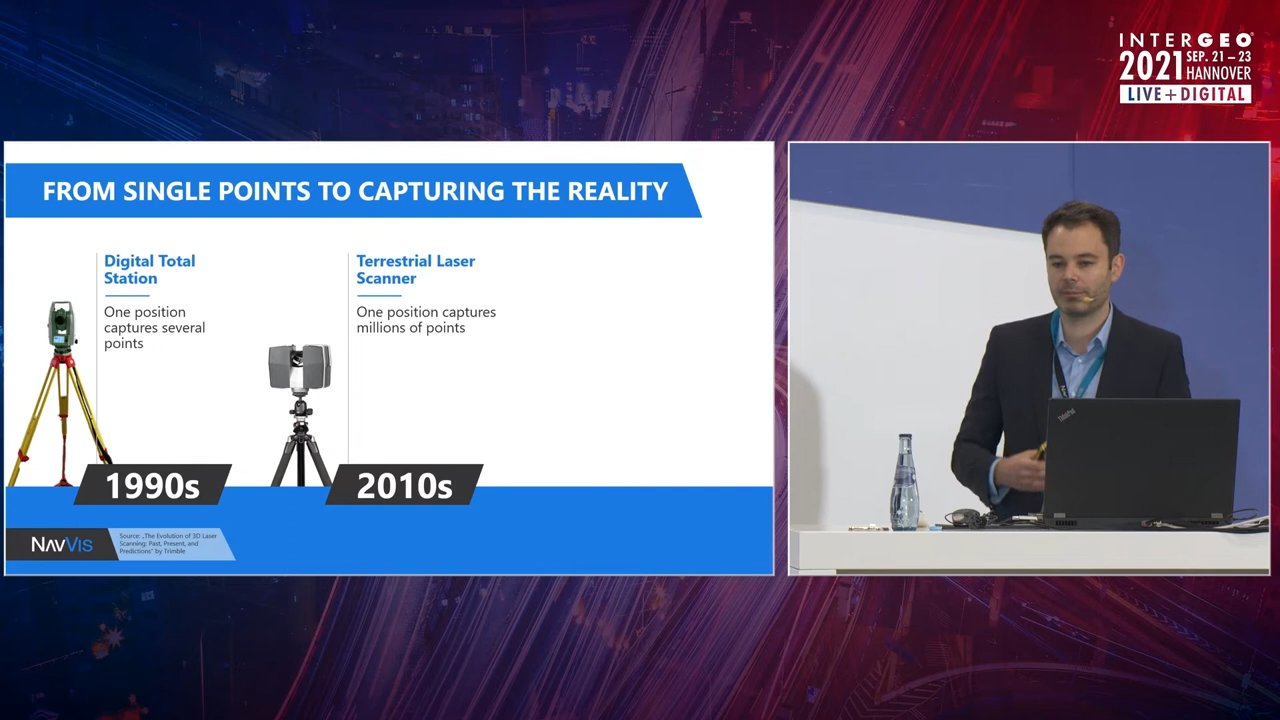 INTERGEO
2021 SEP. 21 – 23
HANNOVER
LIVE + DIGITAL
FROM SINGLE POINTS TO CAPTURING THE REALITY
Digital Total
Station
One position
captures several
points
Terrestrial Laser
Scanner
One position captures
millions of points
1990s
2010s
NAVVIS
Source: „The Evolution of 3D Laser
Scanning: Past, Present, and
Predictions" by Trimble
ThinkPad